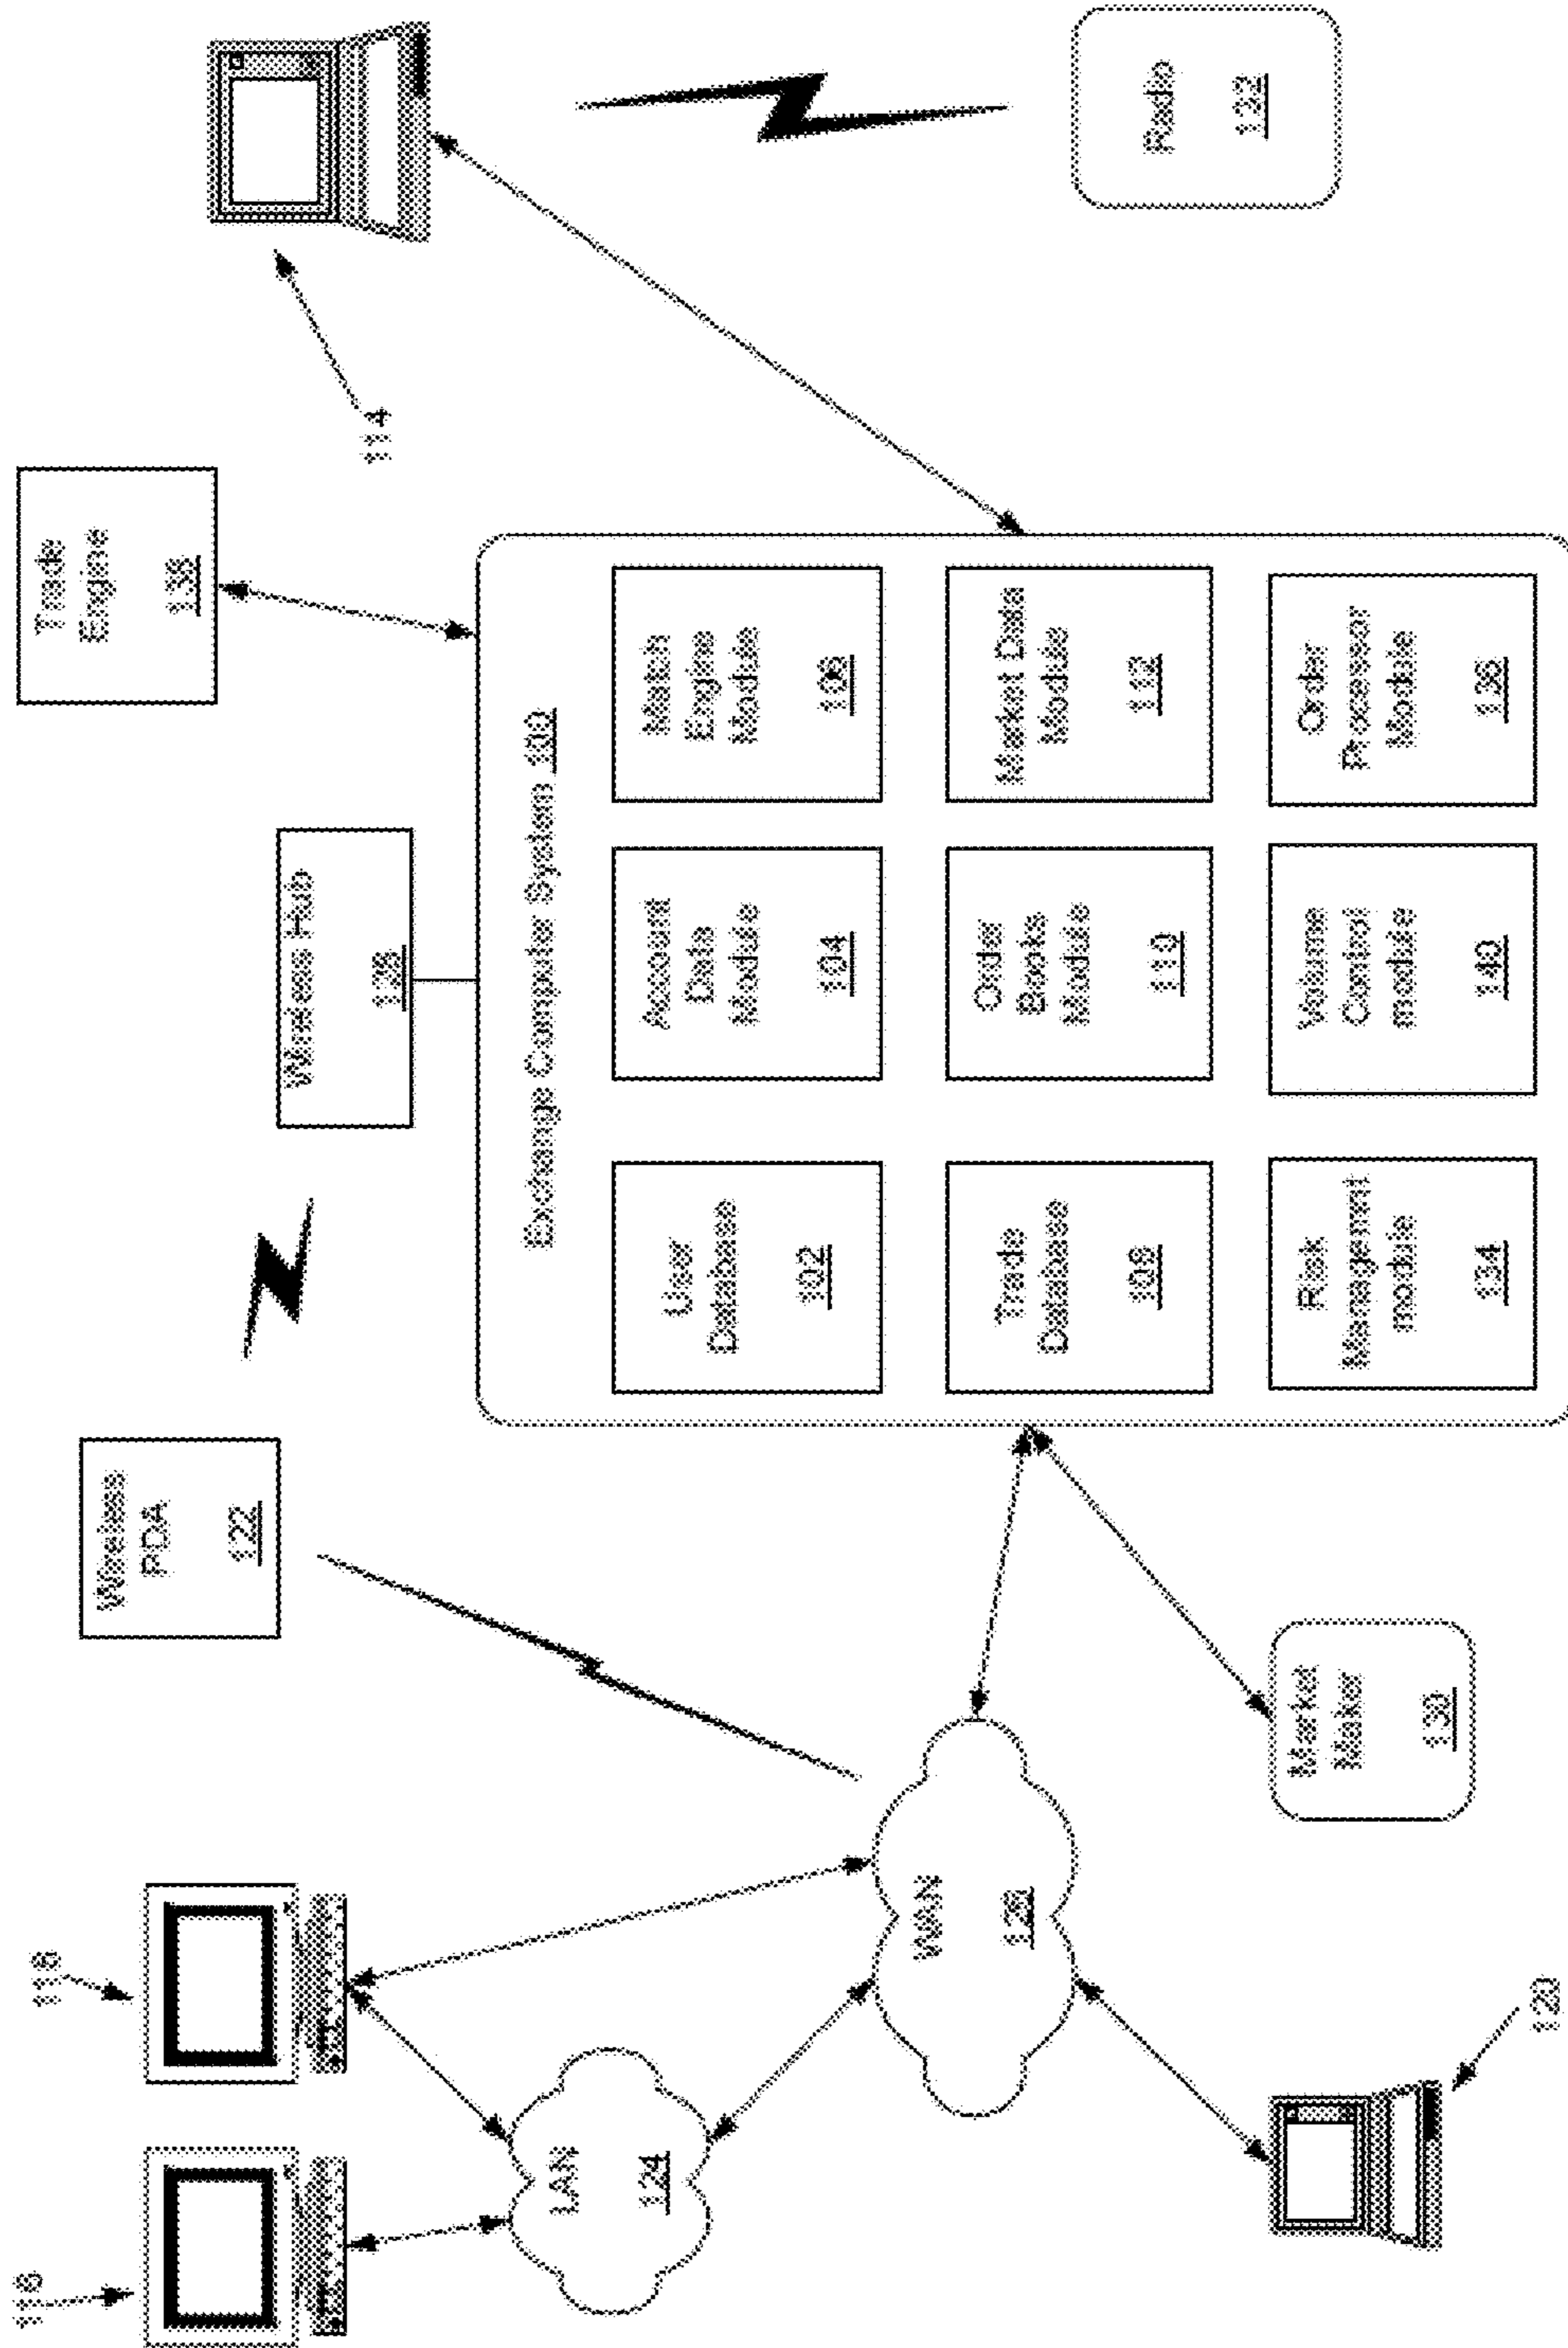 116
118
Wireless
PDA
122
Wireless Hub
128
Trade
Engine
138
114
LAN
124
Exchange Computer System 100
User
Database
102
Account
Data
Module
104
Match
Engine
Module
106
WAN
126
Trade
Database
108
Order
Books
Module
110
Market Data
Module
112
Radio
132
120
Market
Maker
130
Risk
Managemnt
module
134
Volume
Control
module
140
Order
Processor
Module
136